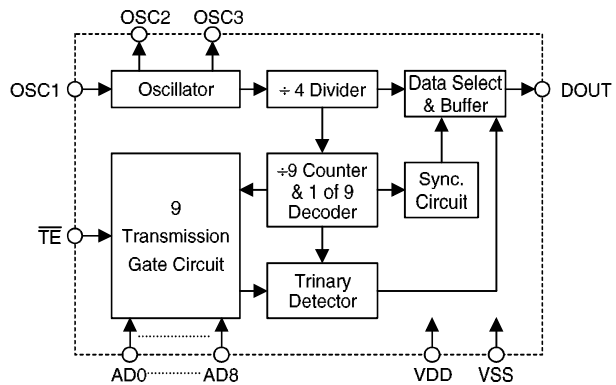 OSC2 OSC3
OSC1
Oscillator
÷ 4 Divider
Data Select
& Buffer
DOUT
÷9 Counter
& 1 of 9
Decoder
Sync.
Circuit
9
Transmission
Gate Circuit
T̅E̅
Trinary
Detector
AD0 AD8 VDD VSS